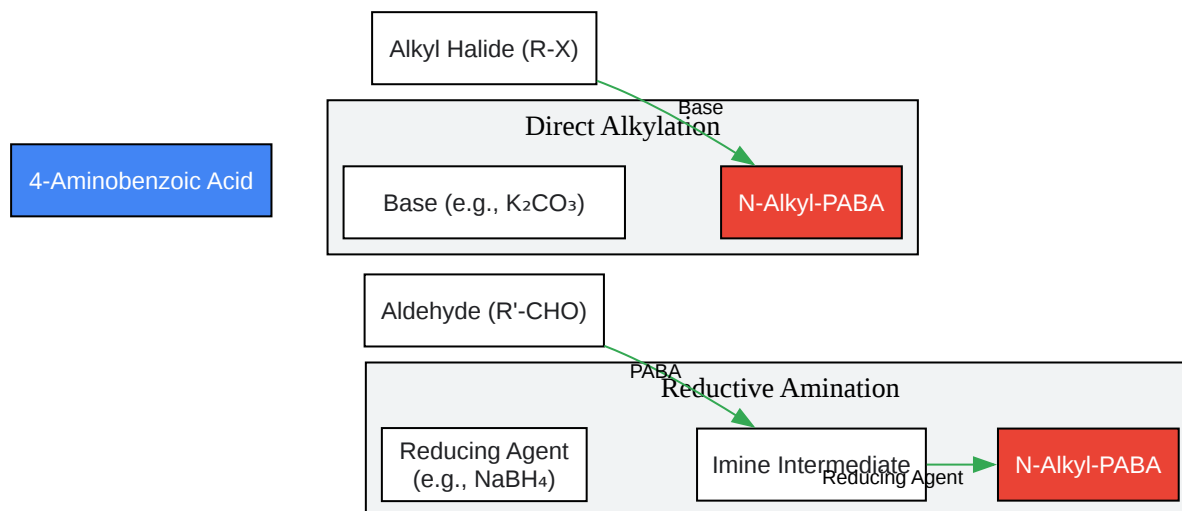 Alkyl Halide (R-X)
Base
Direct Alkylation
4-Aminobenzoic Acid
Base (e.g., K₂CO₃)
N-Alkyl-PABA
Aldehyde (R'-CHO)
PABA
Reductive Amination
Reducing Agent
(e.g., NaBH₄)
Imine Intermediate
Reducing Agent
N-Alkyl-PABA